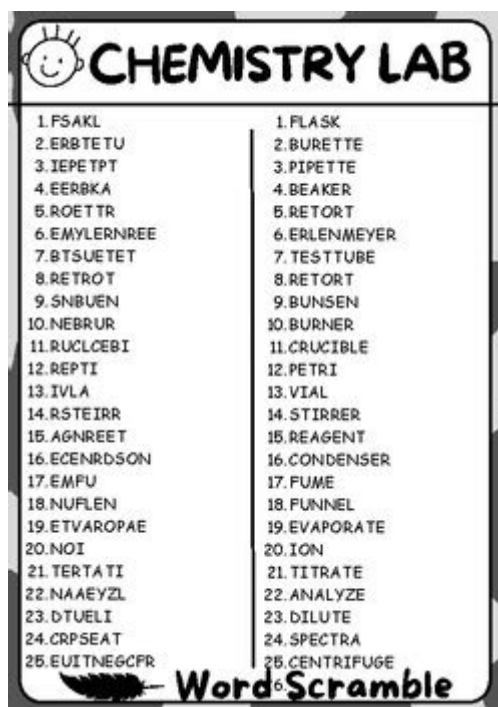 CHEMISTRY LAB
1. FSAKL
2. ERBTETU
3. IEPETPT
4. EERBKA
5. ROETTR
6. EMYLERNREE
7. BTSUETET
8. RETROT
9. SNBUEN
10. NEBRUR
11. RUCLCEBI
12. REPTI
13. IVLA
14. RSTEIRR
15. AGNREET
16. ECENRDSON
17. EMFU
18. NUFLEN
19. ETVAROPAE
20. NOI
21. TERTATI
22. NAAEYZL
23. DTUELI
24. CRPSEAT
25. EUITNEGCFR
1. FLASK
2. BURETTE
3. PIPETTE
4. BEAKER
5. RETORT
6. ERLENMEYER
7. TESTTUBE
8. RETORT
9. BUNSEN
10. BURNER
11. CRUCIBLE
12. PETRI
13. VIAL
14. STIRRER
15. REAGENT
16. CONDENSER
17. FUME
18. FUNNEL
19. EVAPORATE
20. ION
21. TITRATE
22. ANALYZE
23. DILUTE
24. SPECTRA
25. CENTRIFUGE
Word Scramble